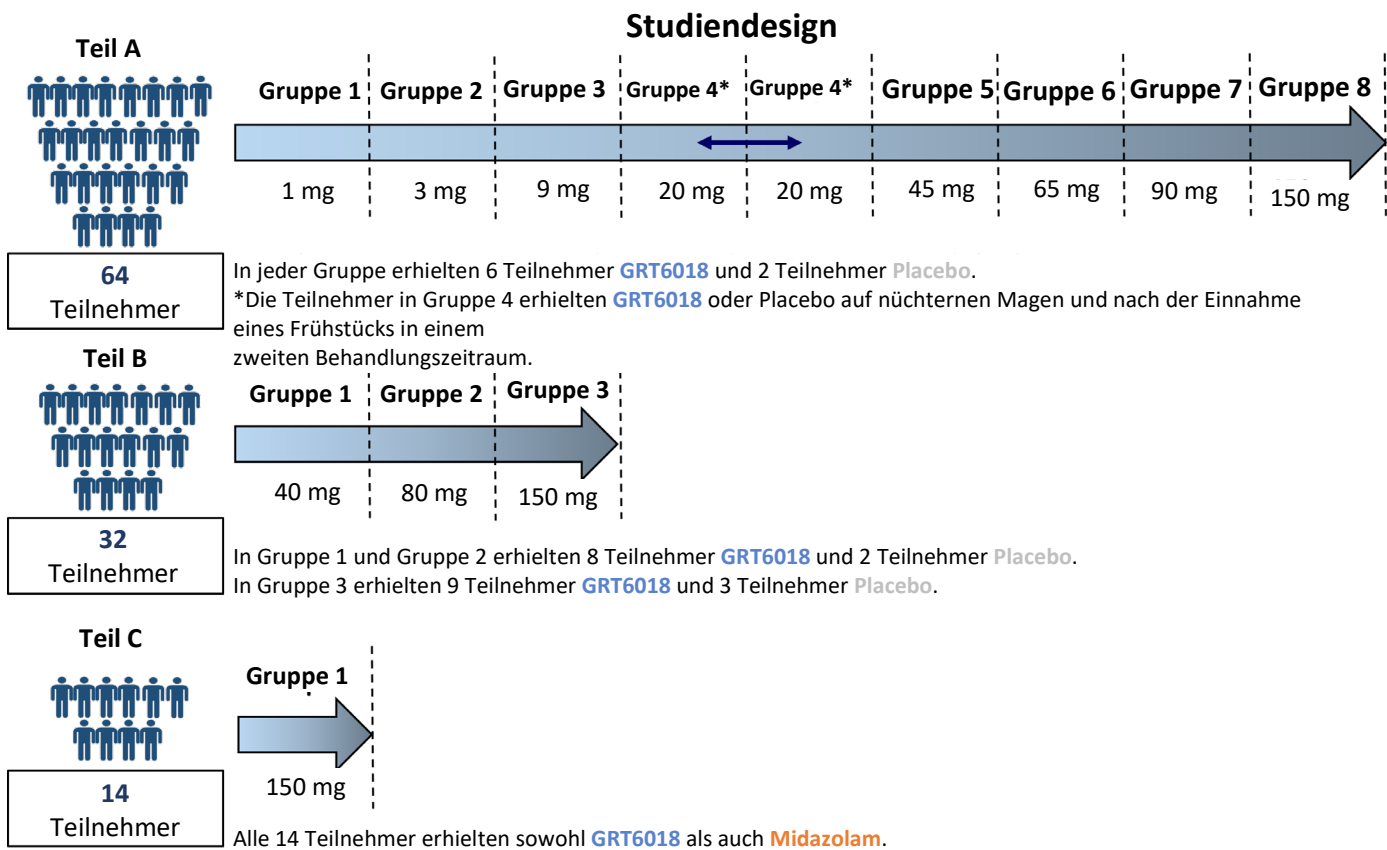 Studiendesign
Teil A
Gruppe 1 Gruppe 2 Gruppe 3 Gruppe 4* Gruppe 4* Gruppe 5 Gruppe 6 Gruppe 7 Gruppe 8
1 mg 3 mg 9 mg 20 mg 20 mg 45 mg 65 mg 90 mg 150 mg
64
Teilnehmer
In jeder Gruppe erhielten 6 Teilnehmer GRT6018 und 2 Teilnehmer Placebo.
*Die Teilnehmer in Gruppe 4 erhielten GRT6018 oder Placebo auf nüchternen Magen und nach der Einnahme
eines Frühstücks in einem
zweiten Behandlungszeitraum.
Teil B
Gruppe 1 Gruppe 2 Gruppe 3
40 mg 80 mg 150 mg
32
Teilnehmer
In Gruppe 1 und Gruppe 2 erhielten 8 Teilnehmer GRT6018 und 2 Teilnehmer Placebo.
In Gruppe 3 erhielten 9 Teilnehmer GRT6018 und 3 Teilnehmer Placebo.
Teil C
Gruppe 1
150 mg
14
Teilnehmer
Alle 14 Teilnehmer erhielten sowohl GRT6018 als auch Midazolam.